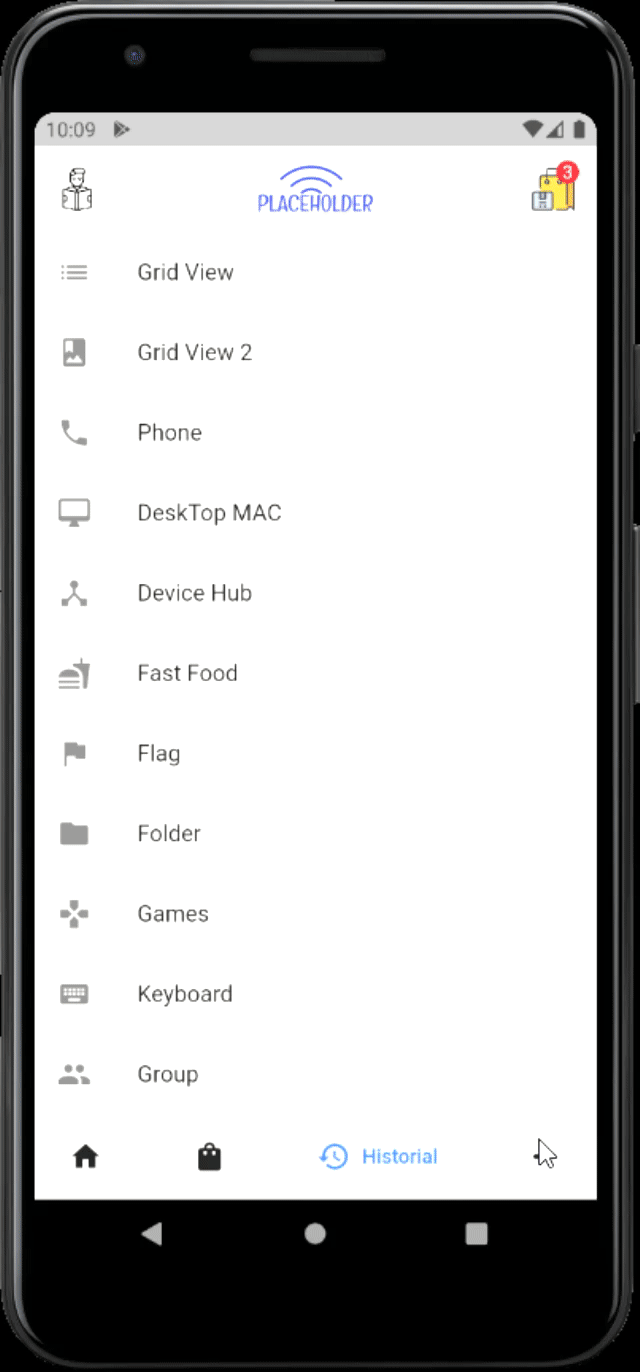 10:09
PLACEHOLDER
3
Grid View
Grid View 2
Phone
DeskTop MAC
Device Hub
Fast Food
Flag
Folder
Games
Keyboard
Group
Historial